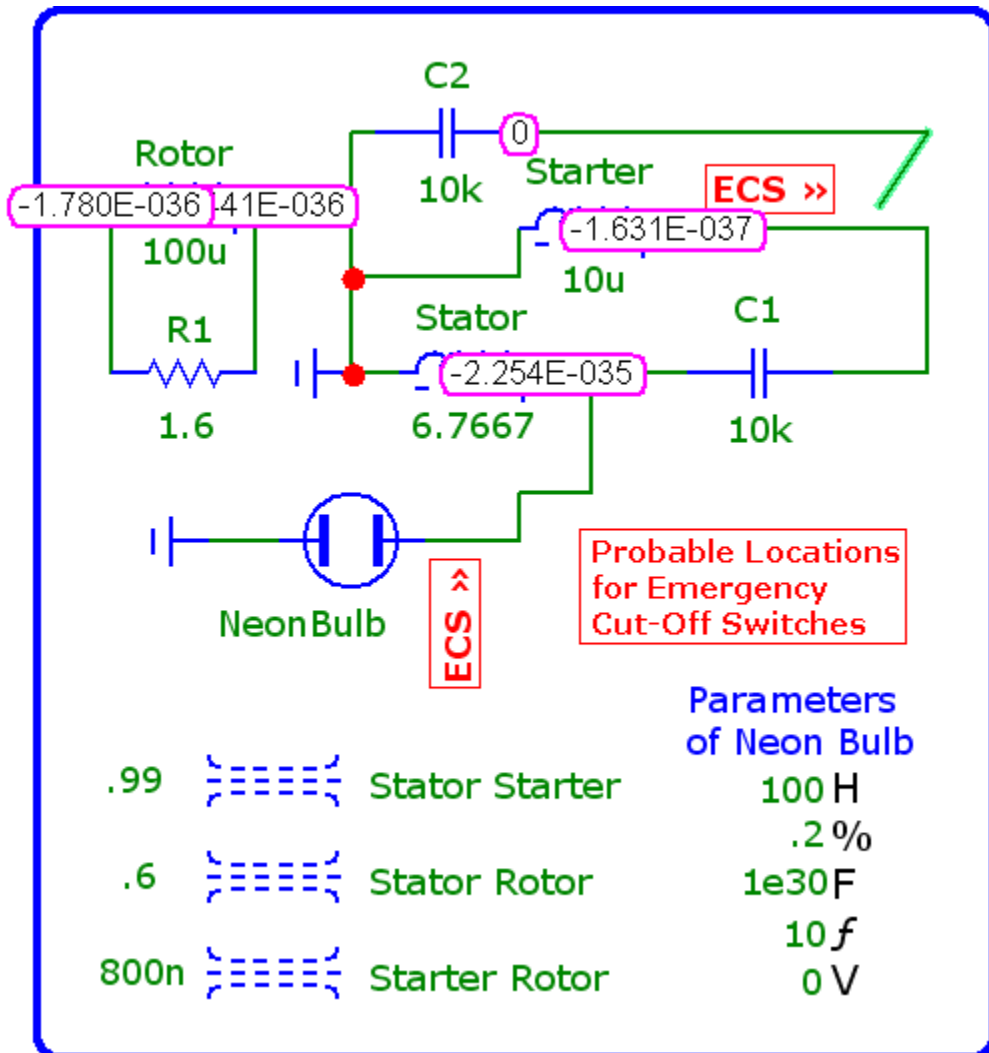 C2
0
10k
Rotor
-1.780E-036
41E-036
100u
Starter
ECS »
-1.631E-037
10u
R1
1.6
Stator
-2.254E-035
6.7667
C1
10k
NeonBulb
ECS »
Probable Locations
for Emergency
Cut-Off Switches
Parameters
of Neon Bulb
100 H
.2 %
1e30 F
10 f
0 V
.99 Stator Starter
.6 Stator Rotor
800n Starter Rotor